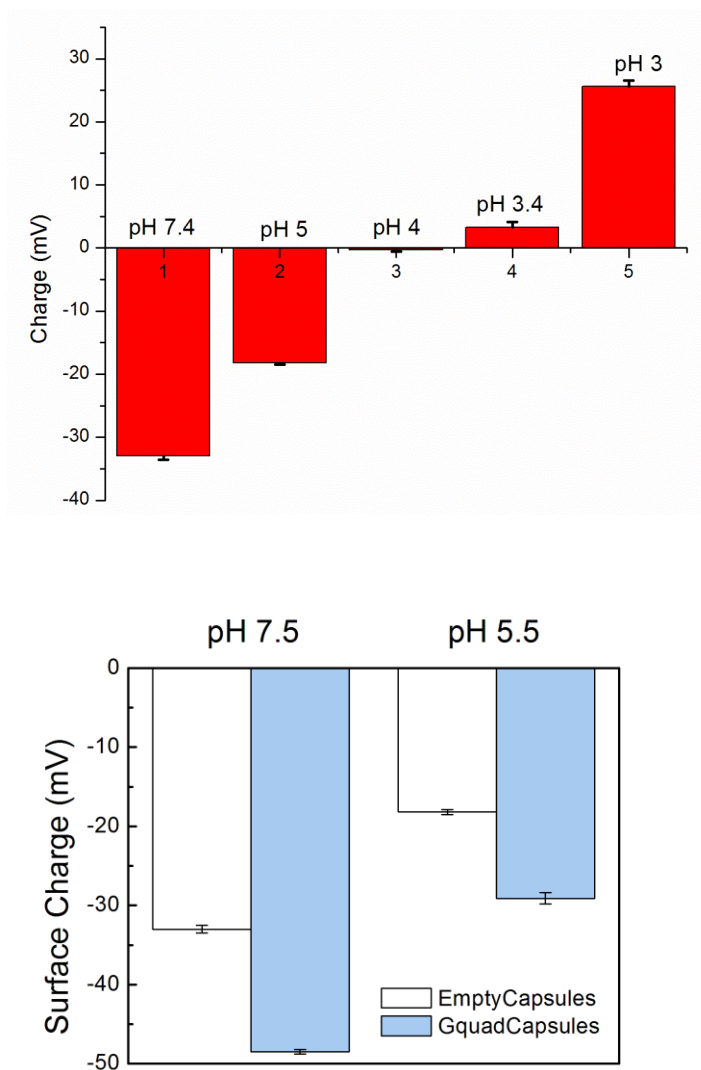 30
20
10
0
-10
-20
-30
-40
Charge (mV)
pH 7.4
pH 5
pH 4
pH 3.4
pH 3
1
2
3
4
5
pH 7.5 pH 5.5
0
-10
-20
-30
-40
-50
Surface Charge (mV)
EmptyCapsules
GquadCapsules